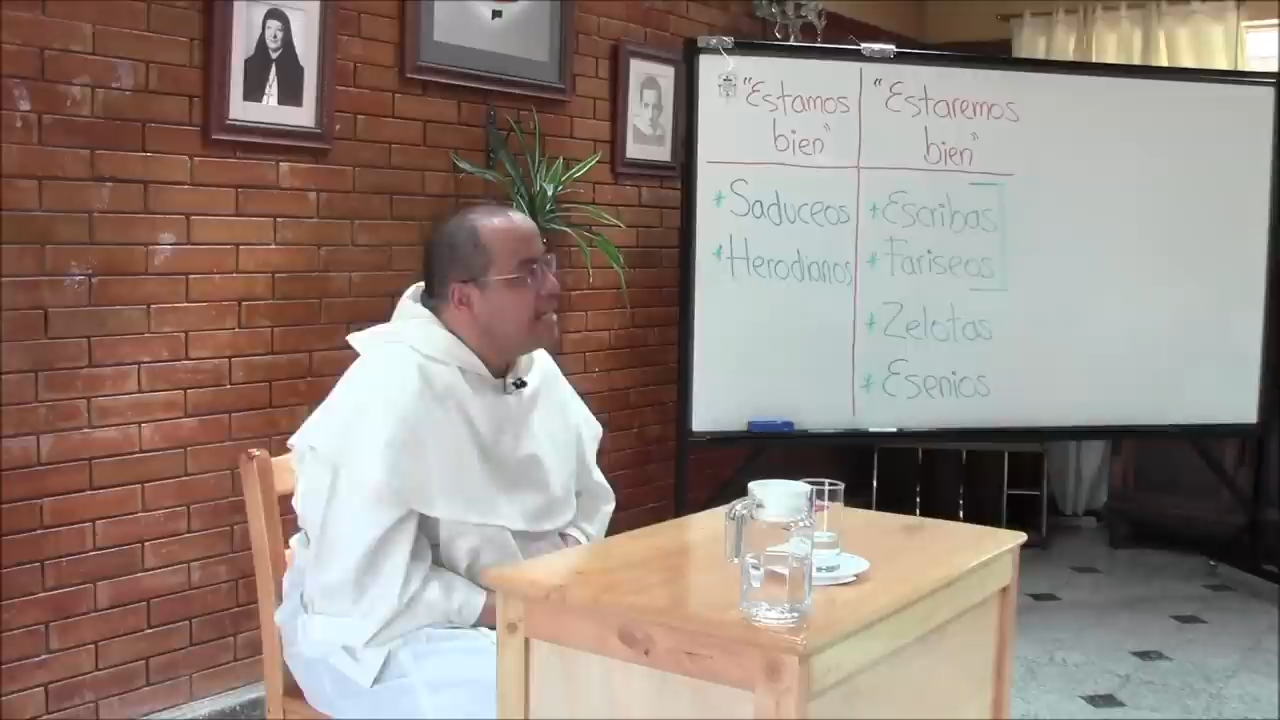 "Estamos
bien"
"Estaremos
bien"
* Saduceos
* Herodianos
* Escribas
* Fariseos
* Zelotas
* Esenios